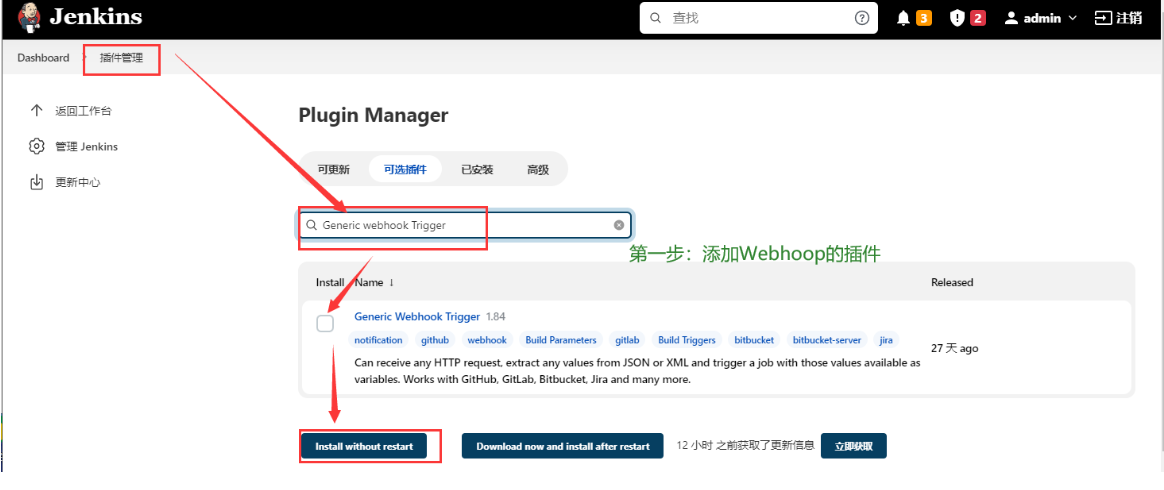 Jenkins
查找
3
2
admin
注销
Dashboard
插件管理
返回工作台
管理 Jenkins
更新中心
Plugin Manager
可更新
可选插件
已安装
高级
Generic webhook Trigger
第一步：添加Webhoop的插件
Install Name ↓ Released
Generic Webhook Trigger 1.84
notification github webhook Build Parameters gitlab Build Triggers bitbucket bitbucket-server jira
27 天 ago
Can receive any HTTP request, extract any values from JSON or XML and trigger a job with those values available as
variables. Works with GitHub, GitLab, Bitbucket, Jira and many more.
Install without restart
Download now and install after restart
12 小时 之前获取了更新信息
立即获取